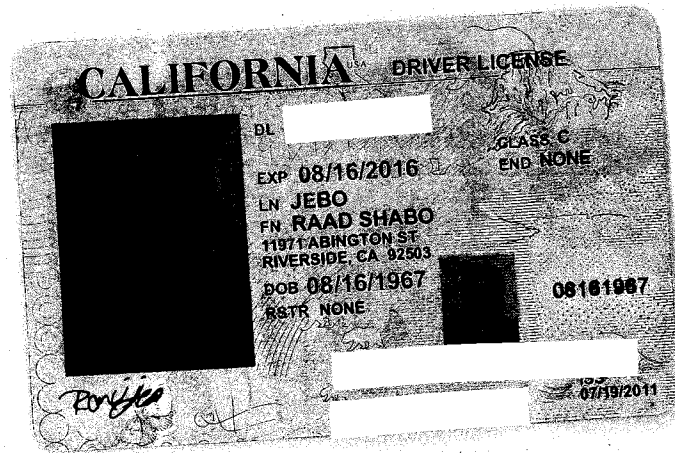 CALIFORNIA USA DRIVER LICENSE
DL
CLASS C
EXP 08/16/2016
END NONE
LN JEBO
FN RAAD SHABO
11971 ABINGTON ST
RIVERSIDE, CA 92503
DOB 08/16/1967
08161967
RSTR NONE
ISS
07/19/2011